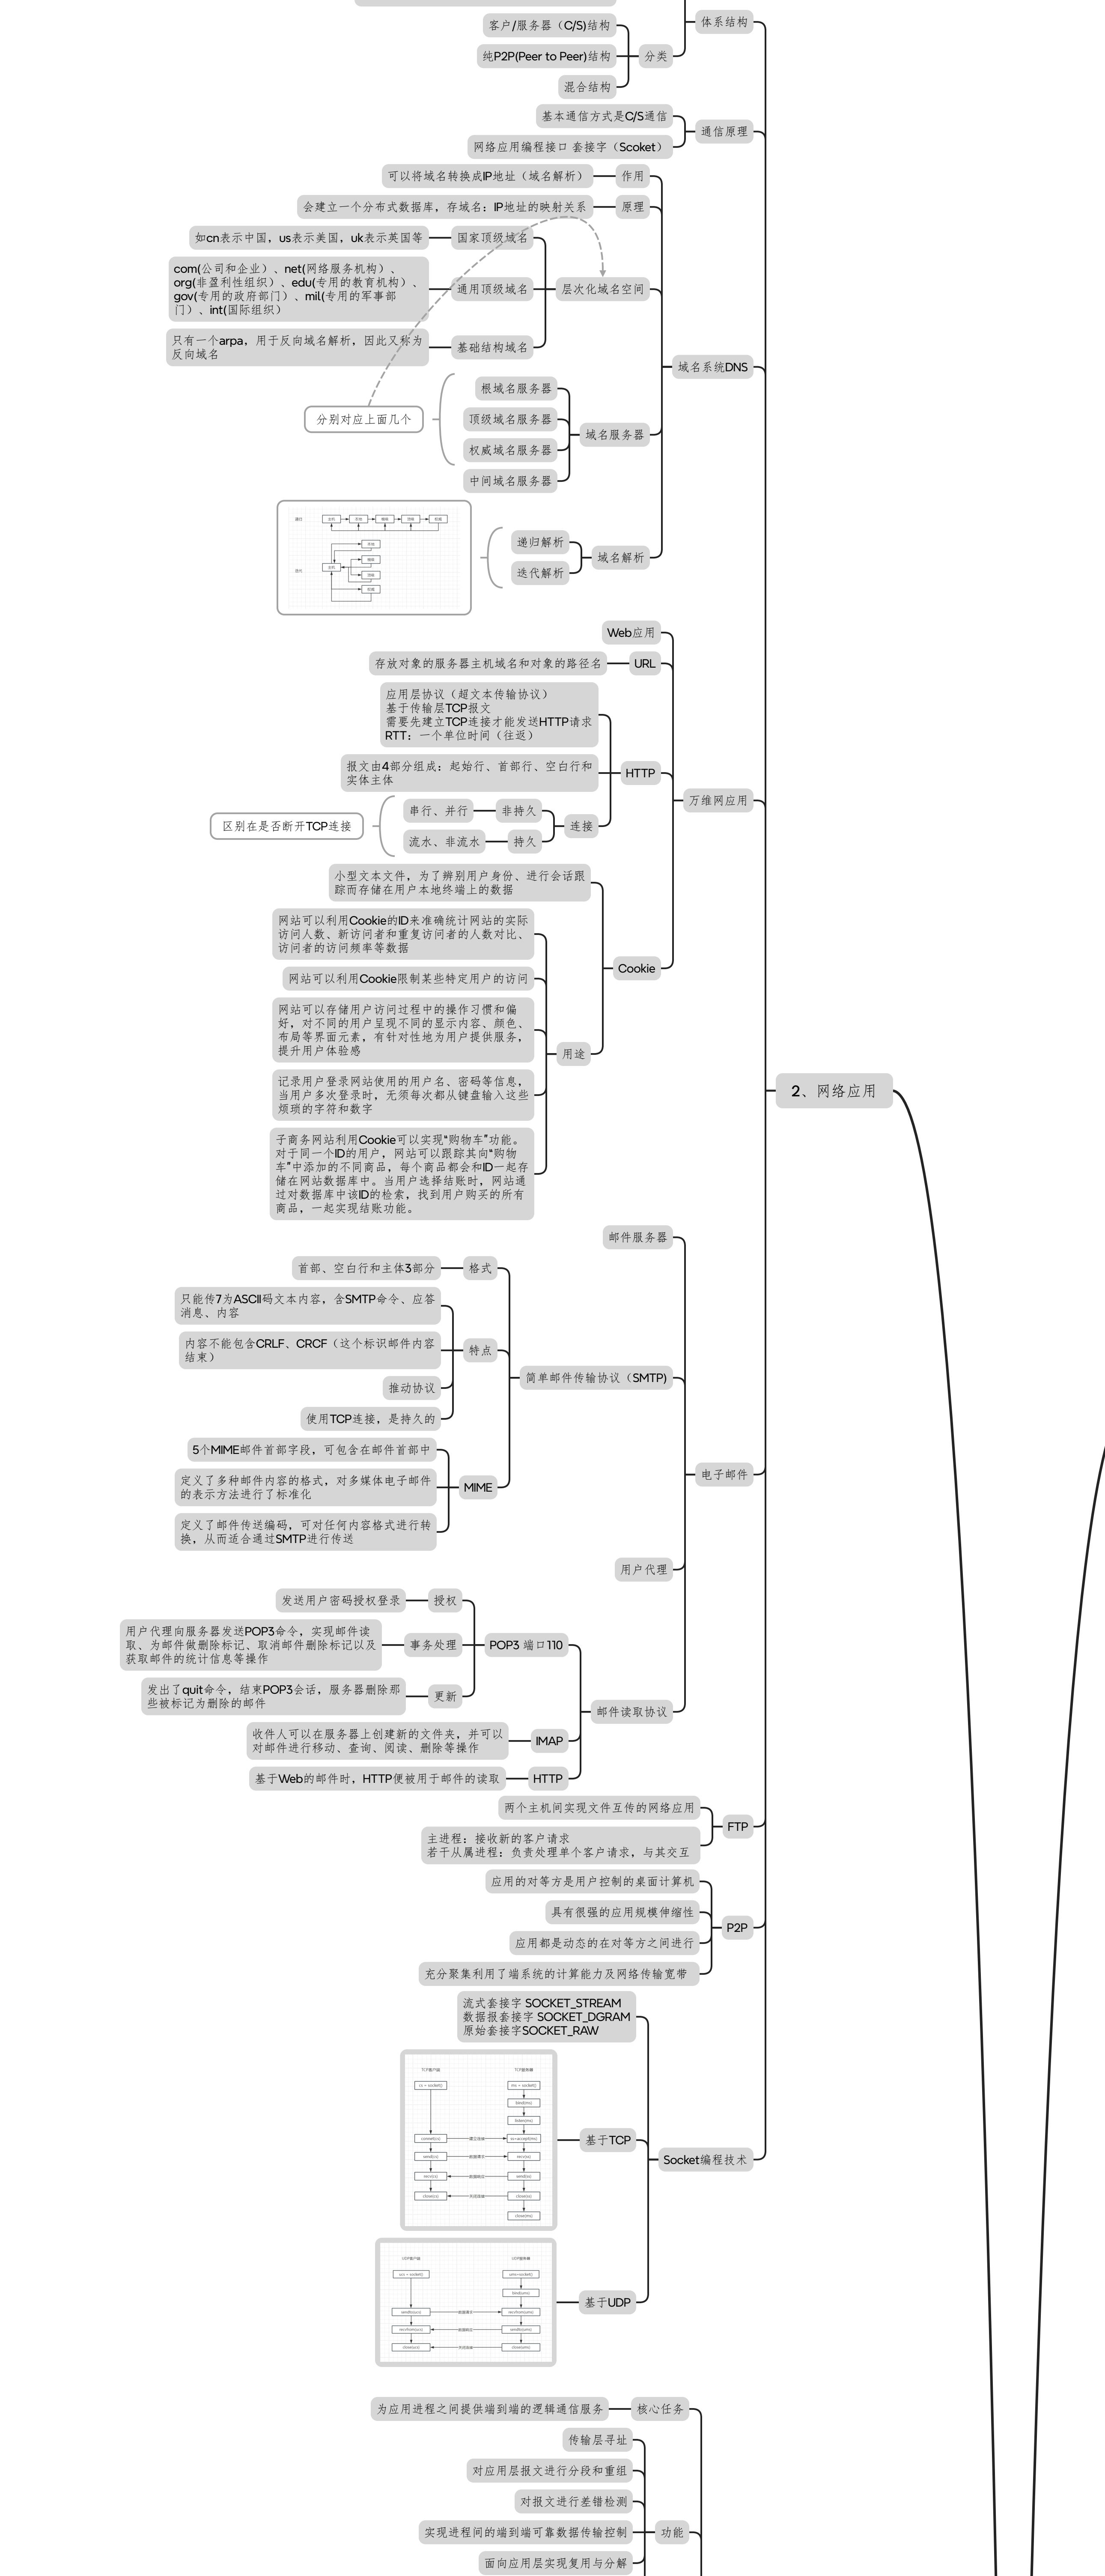 体系结构
客户/服务器（C/S)结构
纯P2P(Peer to Peer)结构
分类
混合结构
基本通信方式是C/S通信
通信原理
网络应用编程接口 套接字（Scoket）
可以将域名转换成IP地址（域名解析）
作用
会建立一个分布式数据库，存域名：IP地址的映射关系
原理
如cn表示中国，us表示美国，uk表示英国等
国家顶级域名
com(公司和企业）、net(网络服务机构）、
org(非盈利性组织）、edu(专用的教育机构）、
gov(专用的政府部门）、mil(专用的军事部
门）、int(国际组织）
通用顶级域名
层次化域名空间
只有一个arpa，用于反向域名解析，因此又称为
反向域名
基础结构域名
域名系统DNS
根域名服务器
分别对应上面几个
顶级域名服务器
域名服务器
权威域名服务器
中间域名服务器
递归解析
域名解析
迭代解析
Web应用
存放对象的服务器主机域名和对象的路径名
URL
应用层协议（超文本传输协议）
基于传输层TCP报文
需要先建立TCP连接才能发送HTTP请求
RTT：一个单位时间（往返）
报文由4部分组成：起始行、首部行、空白行和
实体主体
HTTP
万维网应用
串行、并行
非持久
区别在是否断开TCP连接
连接
流水、非流水
持久
小型文本文件，为了辨别用户身份、进行会话跟
踪而存储在用户本地终端上的数据
网站可以利用Cookie的ID来准确统计网站的实际
访问人数、新访问者和重复访问者的人数对比、
访问者的访问频率等数据
Cookie
网站可以利用Cookie限制某些特定用户的访问
网站可以存储用户访问过程中的操作习惯和偏
好，对不同的用户呈现不同的显示内容、颜色、
布局等界面元素，有针对性地为用户提供服务，
提升用户体验感
用途
记录用户登录网站使用的用户名、密码等信息，
当用户多次登录时，无须每次都从键盘输入这些
烦琐的字符和数字
2、网络应用
子商务网站利用Cookie可以实现“购物车”功能。
对于同一个ID的用户，网站可以跟踪其向“购物
车”中添加的不同商品，每个商品都会和ID一起存
储在网站数据库中。当用户选择结账时，网站通
过对数据库中该ID的检索，找到用户购买的所有
商品，一起实现结账功能。
邮件服务器
首部、空白行和主体3部分
格式
只能传7为ASCII码文本内容，含SMTP命令、应答
消息、内容
内容不能包含CRLF、CRCF（这个标识邮件内容
结束）
特点
简单邮件传输协议（SMTP)
推动协议
使用TCP连接，是持久的
5个MIME邮件首部字段，可包含在邮件首部中
定义了多种邮件内容的格式，对多媒体电子邮件
的表示方法进行了标准化
MIME
电子邮件
定义了邮件传送编码，可对任何内容格式进行转
换，从而适合通过SMTP进行传送
用户代理
发送用户密码授权登录
授权
用户代理向服务器发送POP3命令，实现邮件读
取、为邮件做删除标记、取消邮件删除标记以及
获取邮件的统计信息等操作
事务处理
POP3 端口110
发出了quit命令，结束POP3会话，服务器删除那
些被标记为删除的邮件
更新
邮件读取协议
收件人可以在服务器上创建新的文件夹，并可以
对邮件进行移动、查询、阅读、删除等操作
IMAP
基于Web的邮件时，HTTP便被用于邮件的读取
HTTP
两个主机间实现文件互传的网络应用
FTP
主进程：接收新的客户请求
若干从属进程：负责处理单个客户请求，与其交互
应用的对等方是用户控制的桌面计算机
具有很强的应用规模伸缩性
P2P
应用都是动态的在对等方之间进行
充分聚集利用了端系统的计算能力及网络传输宽带
流式套接字 SOCKET_STREAM
数据报套接字 SOCKET_DGRAM
原始套接字SOCKET_RAW
TCP客户端
TCP服务器
基于TCP
Socket编程技术
UDP客户端
UDP服务器
基于UDP
为应用进程之间提供端到端的逻辑通信服务
核心任务
传输层寻址
对应用层报文进行分段和重组
对报文进行差错检测
实现进程间的端到端可靠数据传输控制
功能
面向应用层实现复用与分解